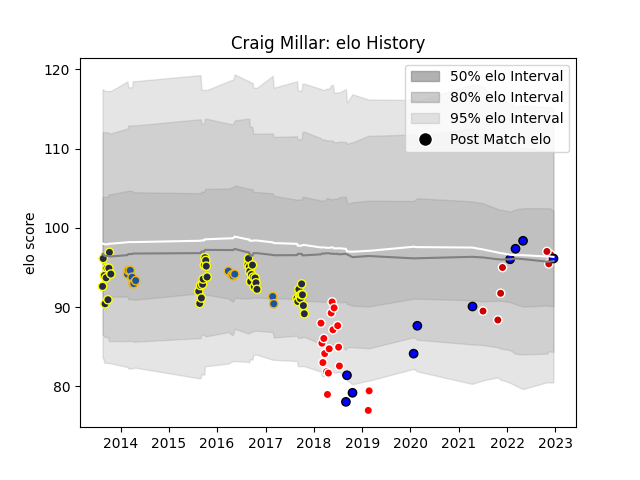 Craig Millar: elo History
50% elo Interval
80% elo Interval
95% elo Interval
Post Match elo
elo score
120
110
100
90
80
2014 2015 2016 2017 2018 2019 2020 2021 2022 2023